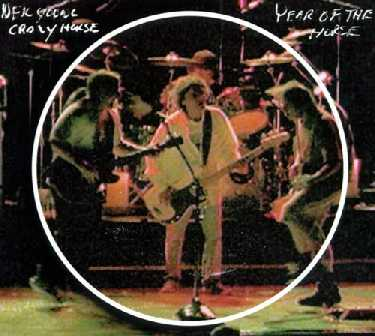 NEIL YOUNG
CRAZY HORSE
YEAR OF THE
HORSE